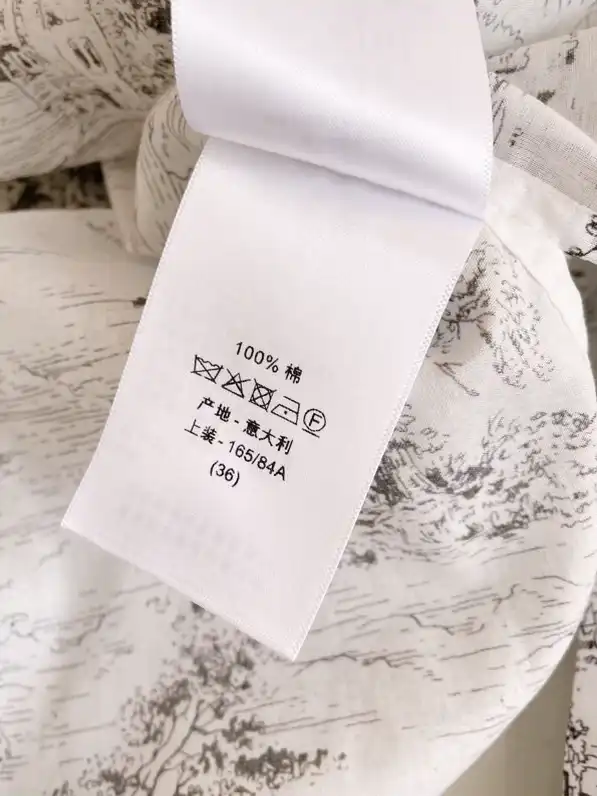 100% 棉
F
产地 - 意大利
上装 - 165/84A
(36)